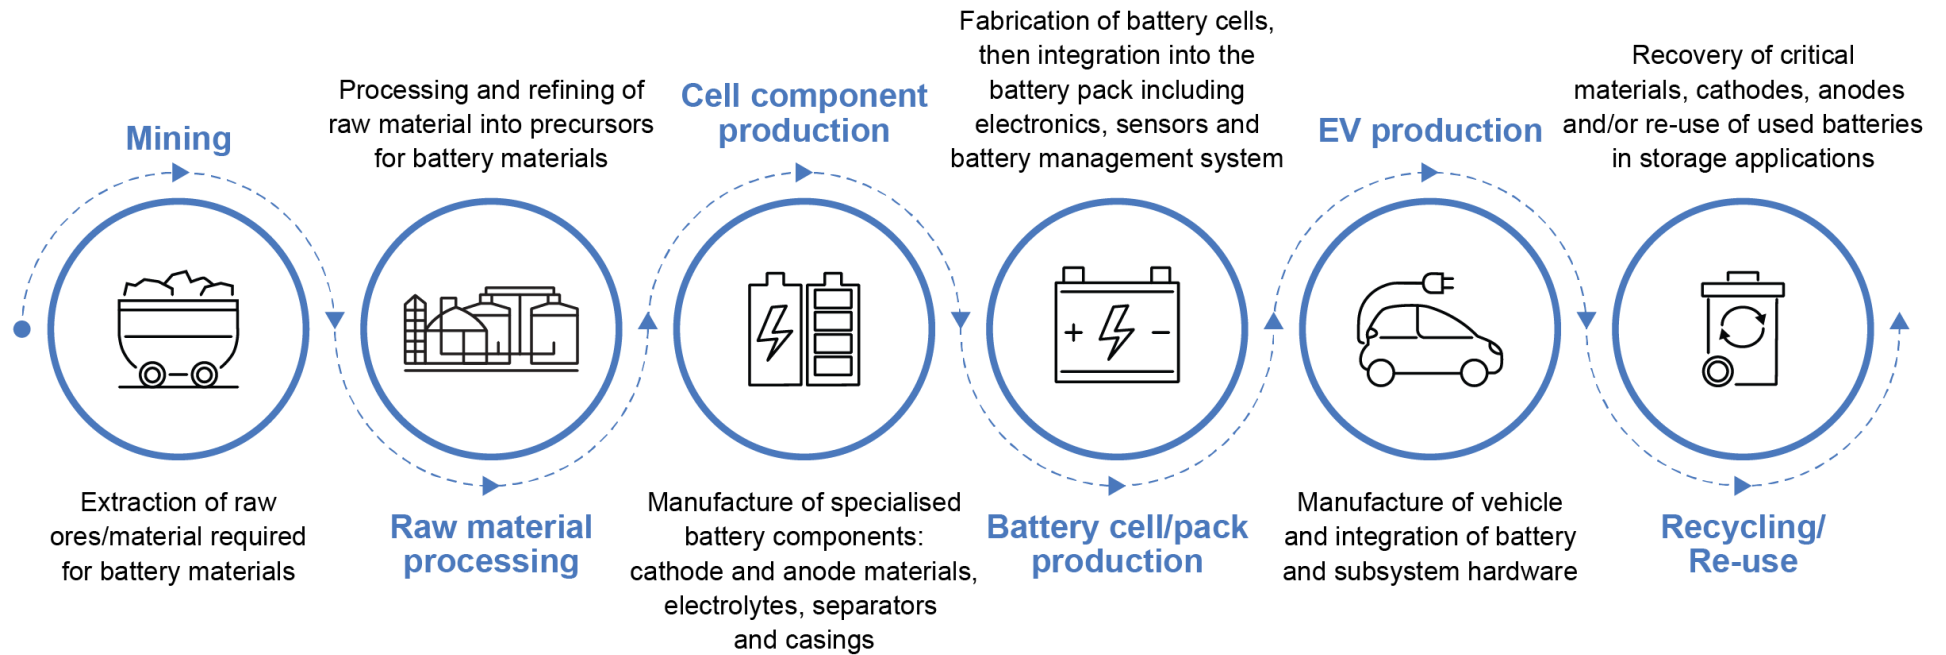 Mining
Extraction of raw
ores/material required
for battery materials
Processing and refining of
raw material into precursors
for battery materials
Raw material
processing
Cell component
production
Manufacture of specialised
battery components:
cathode and anode materials,
electrolytes, separators
and casings
Fabrication of battery cells,
then integration into the
battery pack including
electronics, sensors and
battery management system
+ −
Battery cell/pack
production
EV production
Manufacture of vehicle
and integration of battery
and subsystem hardware
Recovery of critical
materials, cathodes, anodes
and/or re-use of used batteries
in storage applications
Recycling/
Re-use